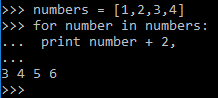 >>> numbers = [1,2,3,4]
>>> for number in numbers:
...  print number + 2,
...
3 4 5 6
>>>